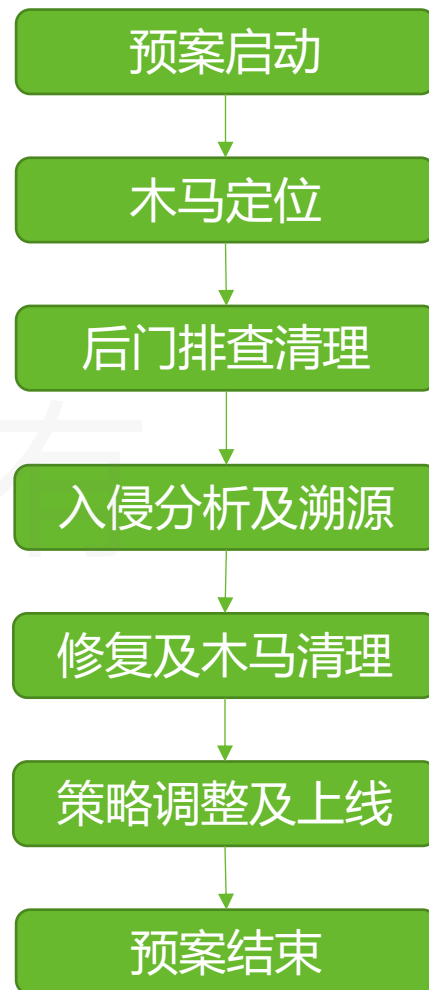 预案启动
木马定位
后门排查清理
有
入侵分析及溯源
修复及木马清理
策略调整及上线
预案结束